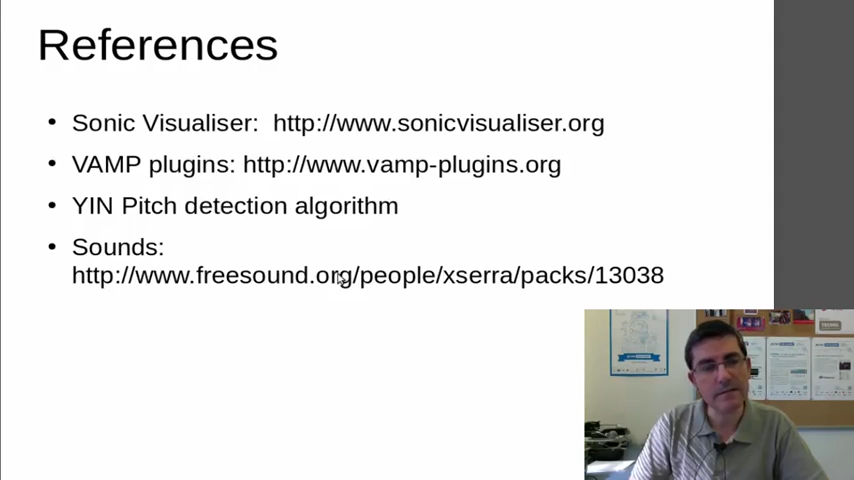 References
• Sonic Visualiser: http://www.sonicvisualiser.org
• VAMP plugins: http://www.vamp-plugins.org
• YIN Pitch detection algorithm
• Sounds:
http://www.freesound.org/people/xserra/packs/13038